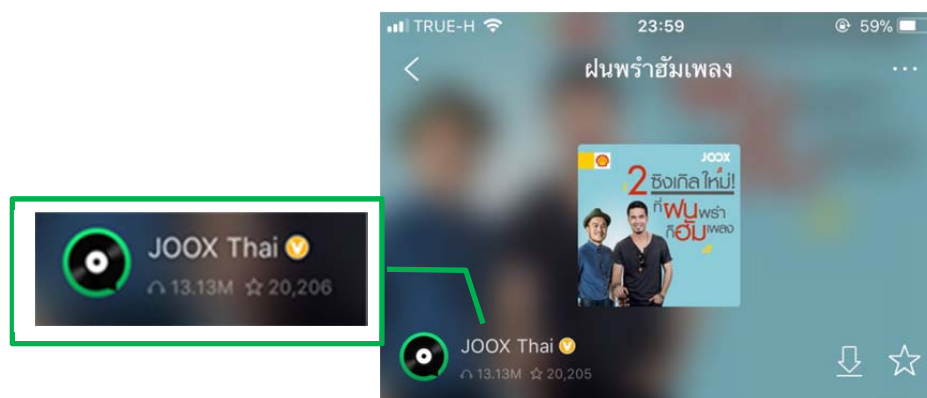 TRUE-H 23:59 59%
ฝนพรำฮัมเพลง
JOOX
2 ซิงเกิลใหม่!
ที่ฝนพรำ
ก็ฮัมเพลง
JOOX Thai
13.13M 20,206
JOOX Thai
13.13M 20,205